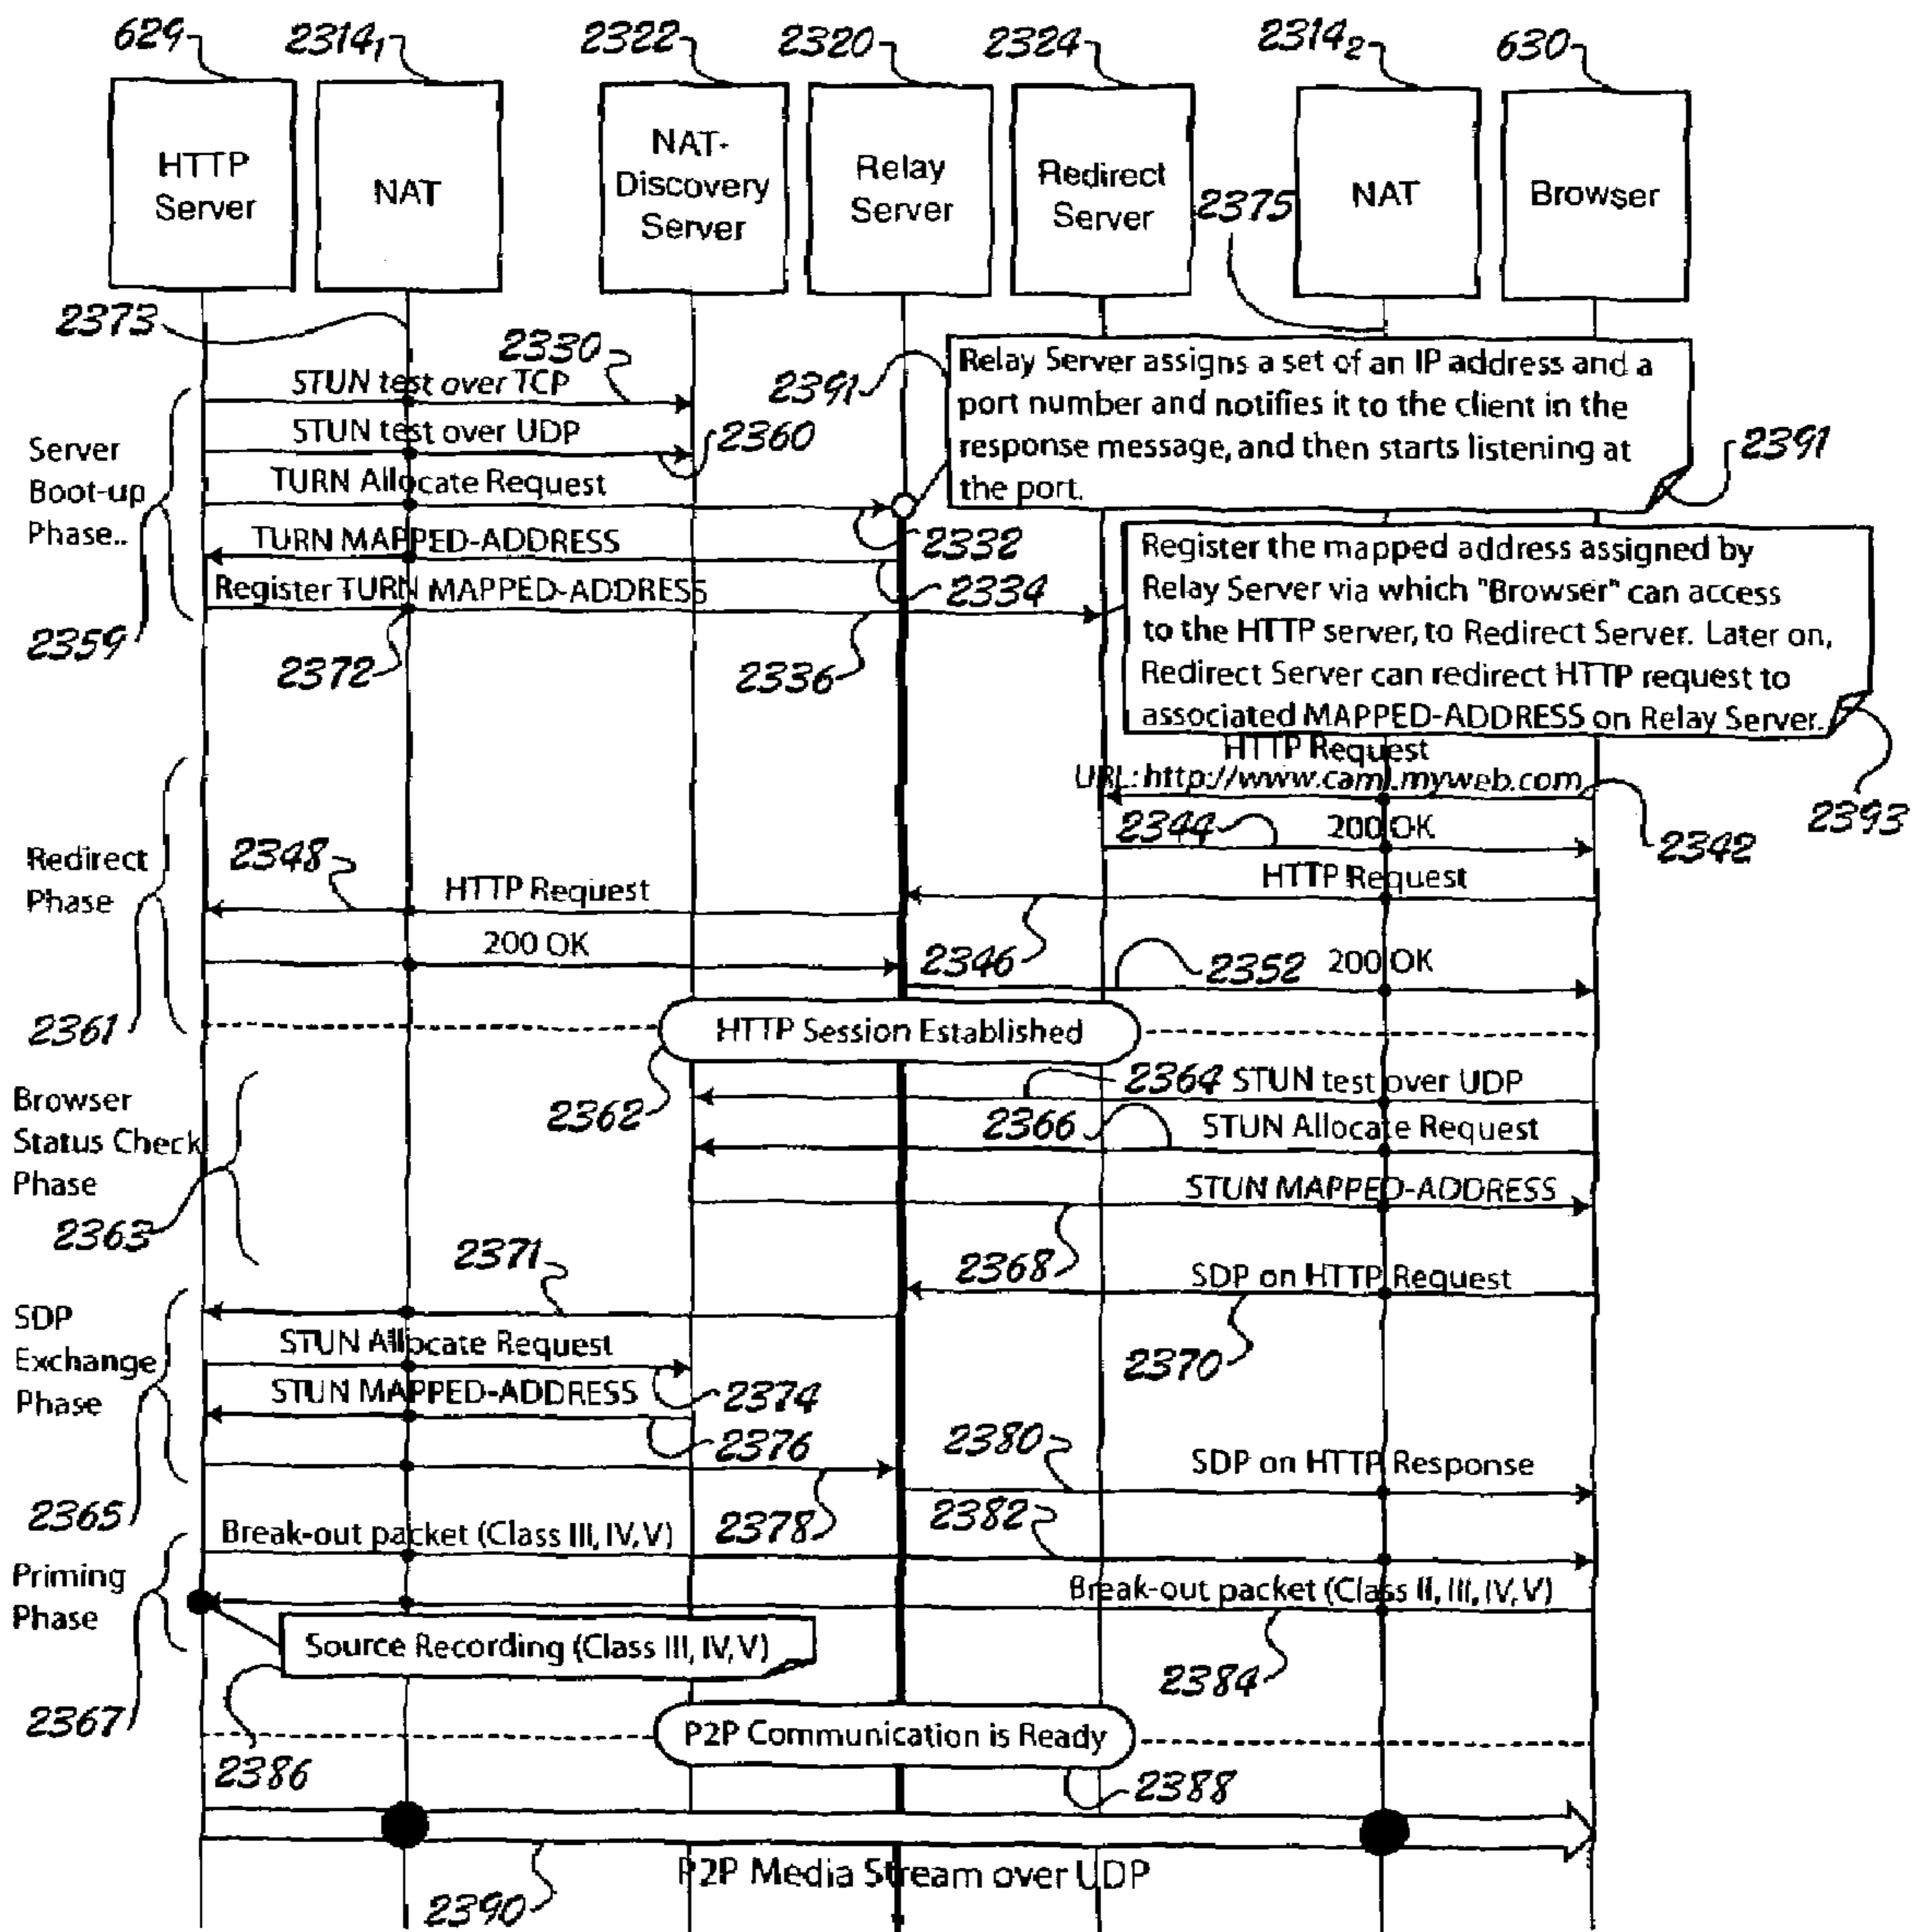 629
2314₁
2322
2320
2324
2314₂
630
HTTP
Server
NAT
NAT-
Discovery
Server
Relay
Server
Redirect
Server
2375
NAT
Browser
2373
2330
STUN test over TCP
2391
Relay Server assigns a set of an IP address and a
port number and notifies it to the client in the
response message, and then starts listening at
the port.
2391
Server
Boot-up
Phase..
STUN test over UDP
2360
TURN Allocate Request
2332
TURN MAPPED-ADDRESS
2334
Register TURN MAPPED-ADDRESS
2359
2372
2336
Register the mapped address assigned by
Relay Server via which "Browser" can access
to the HTTP server, to Redirect Server. Later on,
Redirect Server can redirect HTTP request to
associated MAPPED-ADDRESS on Relay Server.
2393
HTTP Request
URL: http://www.cam1.myweb.com
2342
2344
200 OK
Redirect
Phase
2348
HTTP Request
HTTP Request
2346
200 OK
2352
200 OK
2361
HTTP Session Established
2362
Browser
Status Check
Phase
2363
2364
STUN test over UDP
2366
STUN Allocate Request
STUN MAPPED-ADDRESS
2368
2371
SDP on HTTP Request
2370
SDP
Exchange
Phase
STUN Allocate Request
2374
STUN MAPPED-ADDRESS
2376
2380
SDP on HTTP Response
2378
2365
2382
Break-out packet (Class III, IV, V)
Priming
Phase
Break-out packet (Class II, III, IV, V)
2384
Source Recording (Class III, IV, V)
2367
2386
P2P Communication is Ready
2388
P2P Media Stream over UDP
2390